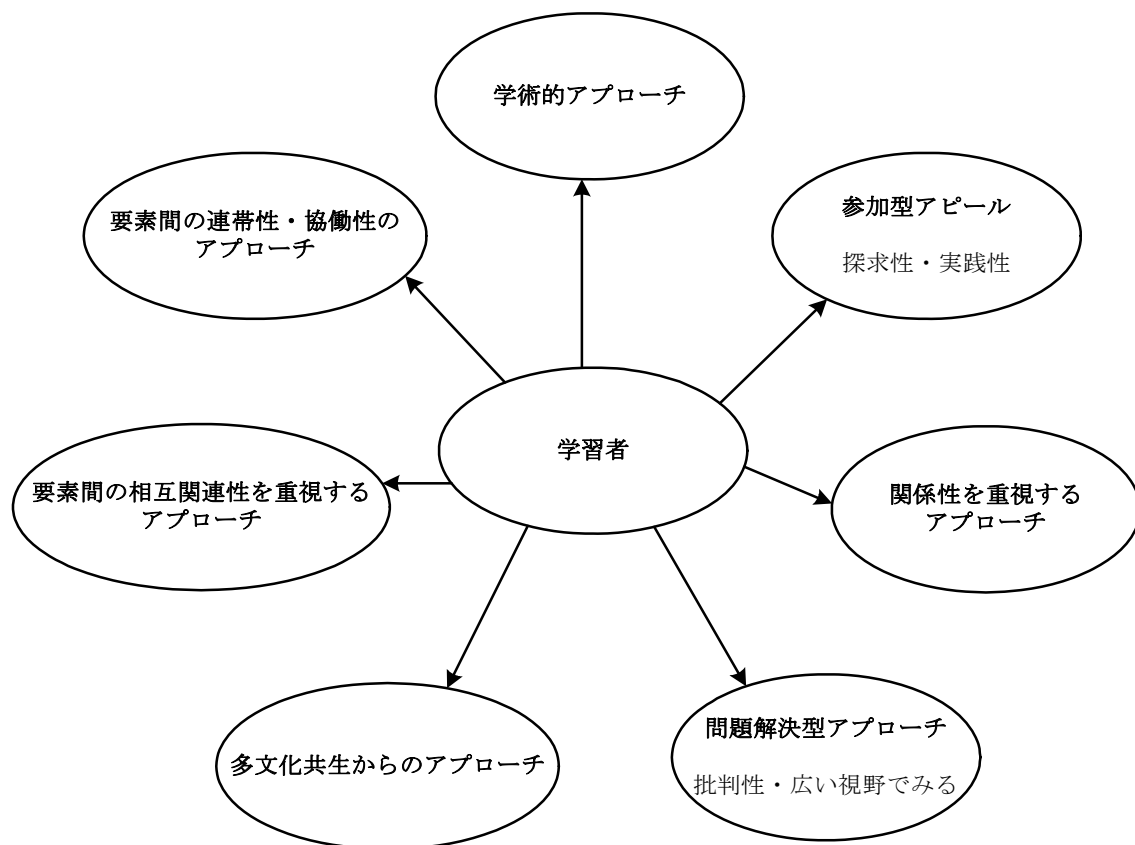 学術的アプローチ
要素間の連帯性・協働性の
アプローチ
参加型アピール
探求性・実践性
学習者
要素間の相互関連性を重視する
アプローチ
関係性を重視する
アプローチ
多文化共生からのアプローチ
問題解決型アプローチ
批判性・広い視野でみる